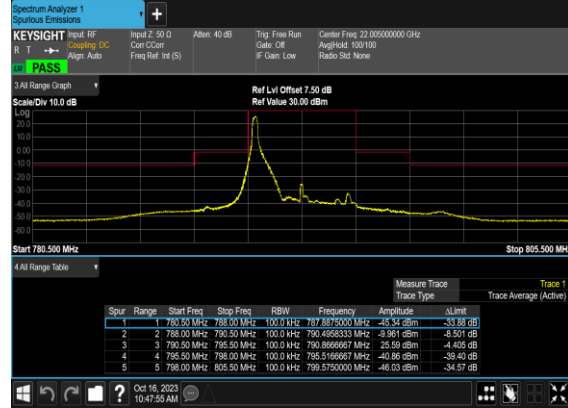 Spectrum Analyzer 1
Spurious Emissions
KEYSIGHT Input: RF Input Z: 50 Ω Atten: 40 dB Trig: Free Run Center Freq: 22.005000000 GHz
R T Coupling: DC Corr CCorr Gate: Off Avg|Hold: 100/100
Align: Auto Freq Ref: Int (S) IF Gain: Low Radio Std: None
PASS
3 All Range Graph Ref Lvl Offset 7.50 dB
Scale/Div 10.0 dB Ref Value 30.00 dBm
Log
20.0
10.0
0.00
-10.0
-20.0
-30.0
-40.0
-50.0
-60.0
Start 780.500 MHz Stop 805.500 MH
4 All Range Table
Measure Trace Trace 1
Trace Type Trace Average (Active)
Spur Range Start Freq Stop Freq RBW Frequency Amplitude ΔLimit
1 1 780.50 MHz 788.00 MHz 100.0 kHz 787.8875000 MHz -45.34 dBm -33.88 dB
2 2 788.00 MHz 790.50 MHz 100.0 kHz 790.4958333 MHz -9.961 dBm -8.501 dB
3 3 790.50 MHz 795.50 MHz 100.0 kHz 790.8666667 MHz 25.59 dBm -4.405 dB
4 4 795.50 MHz 798.00 MHz 100.0 kHz 795.5166667 MHz -40.86 dBm -39.40 dB
5 5 798.00 MHz 805.50 MHz 100.0 kHz 799.5750000 MHz -46.03 dBm -34.57 dB
Oct 16, 2023
10:47:55 AM